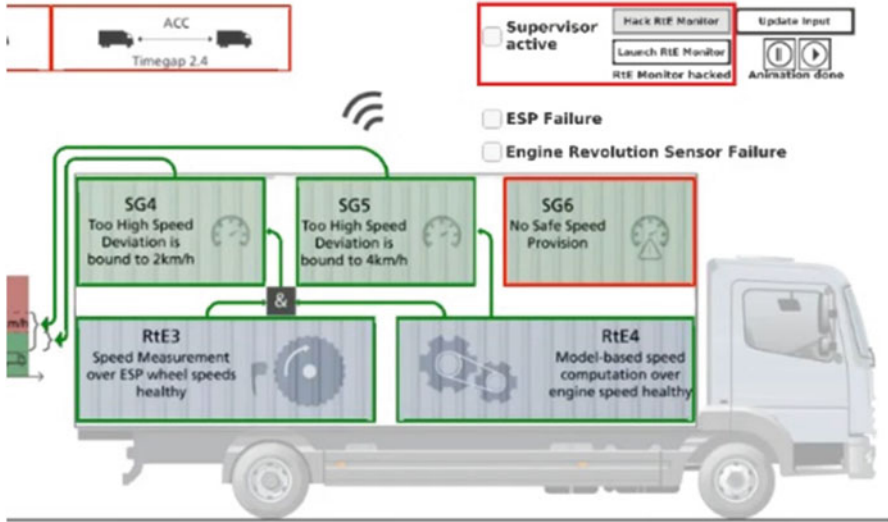 ACC
Timegap 2.4
Supervisor
active
Hack RtE Monitor
Launch RtE Monitor
RtE Monitor hacked
Update Input
Animation done
ESP Failure
Engine Revolution Sensor Failure
SG4
Too High Speed
Deviation is
bound to 2km/h
SG5
Too High Speed
Deviation is
bound to 4km/h
SG6
No Safe Speed
Provision
&
m/h
RtE3
Speed Measurement
over ESP wheel speeds
healthy
RtE4
Model-based speed
computation over
engine speed healthy